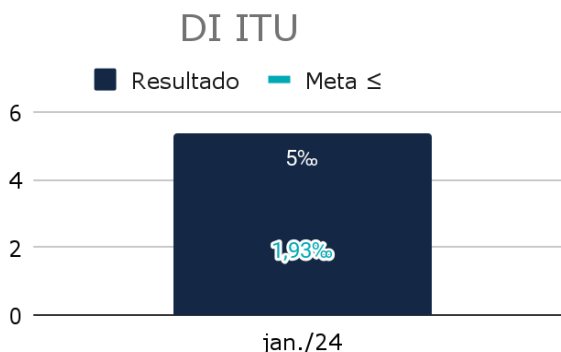 DI ITU
Resultado Meta ≤
6
5‰
4
1,93‰
2
0
jan./24